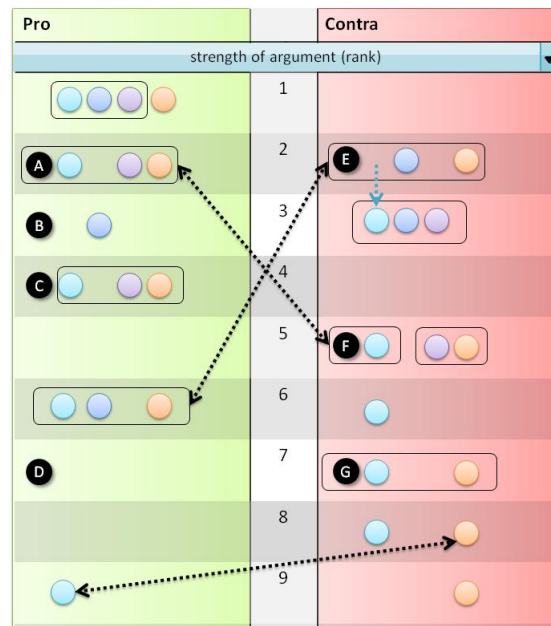 Pro Contra
strength of argument (rank)
1
A 2 E
B 3
C 4
5 F
6
D 7 G
8
9